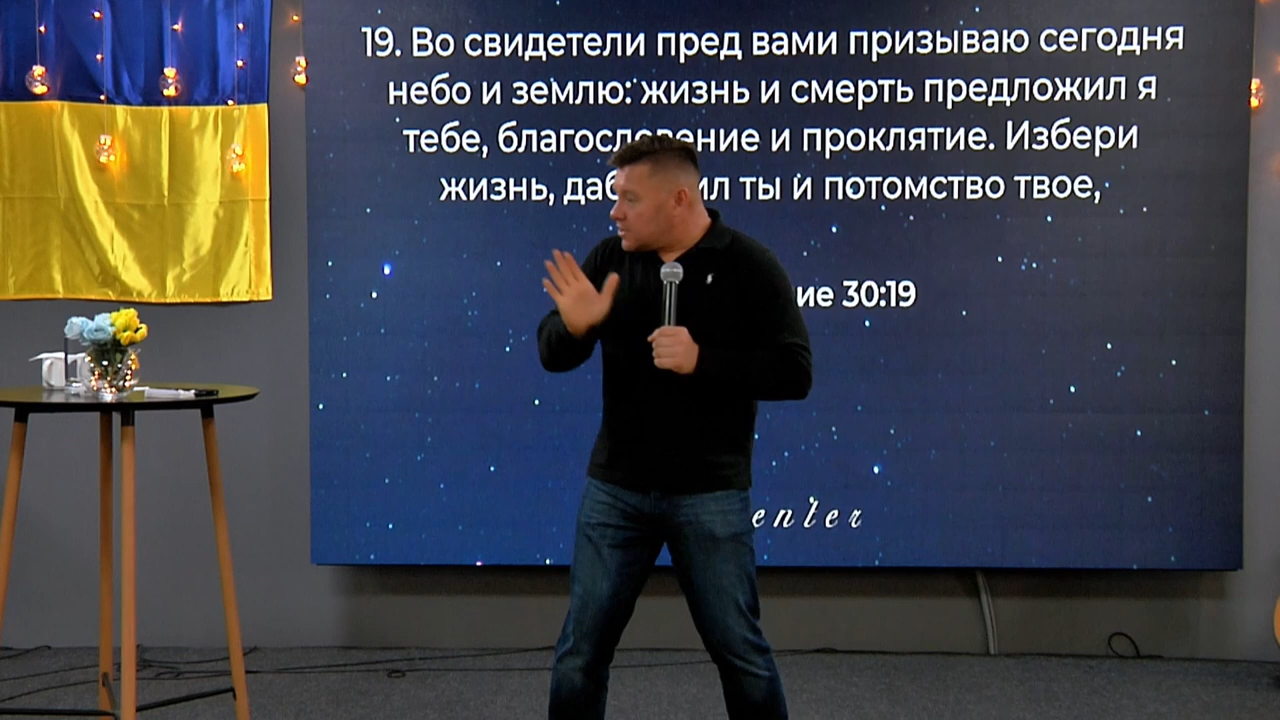 19. Во свидетели пред вами призываю сегодня
небо и землю: жизнь и смерть предложил я
тебе, благословение и проклятие. Избери
жизнь, ты и потомство твое,
30:19